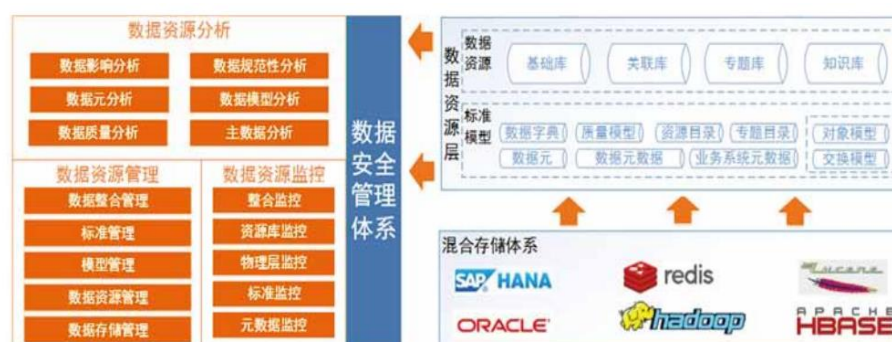 数据资源分析
数据影响分析
数据规范性分析
数据元分析
数据模型分析
数据质量分析
主数据分析
数据资源管理
数据整合管理
标准管理
模型管理
数据资源管理
数据存储管理
数据资源监控
整合监控
资源库监控
物理层监控
标准监控
元数据监控
数据
安全
管理
体系
数据资源层
数据
资源
基础库
关联库
专题库
知识库
标准
模型
数据字典
质量模型
资源目录
专题目录
对象模型
数据元
数据元数据
业务系统元数据
交换模型
混合存储体系
SAP HANA
redis
Lucene
ORACLE
hadoop
APACHE
HBASE